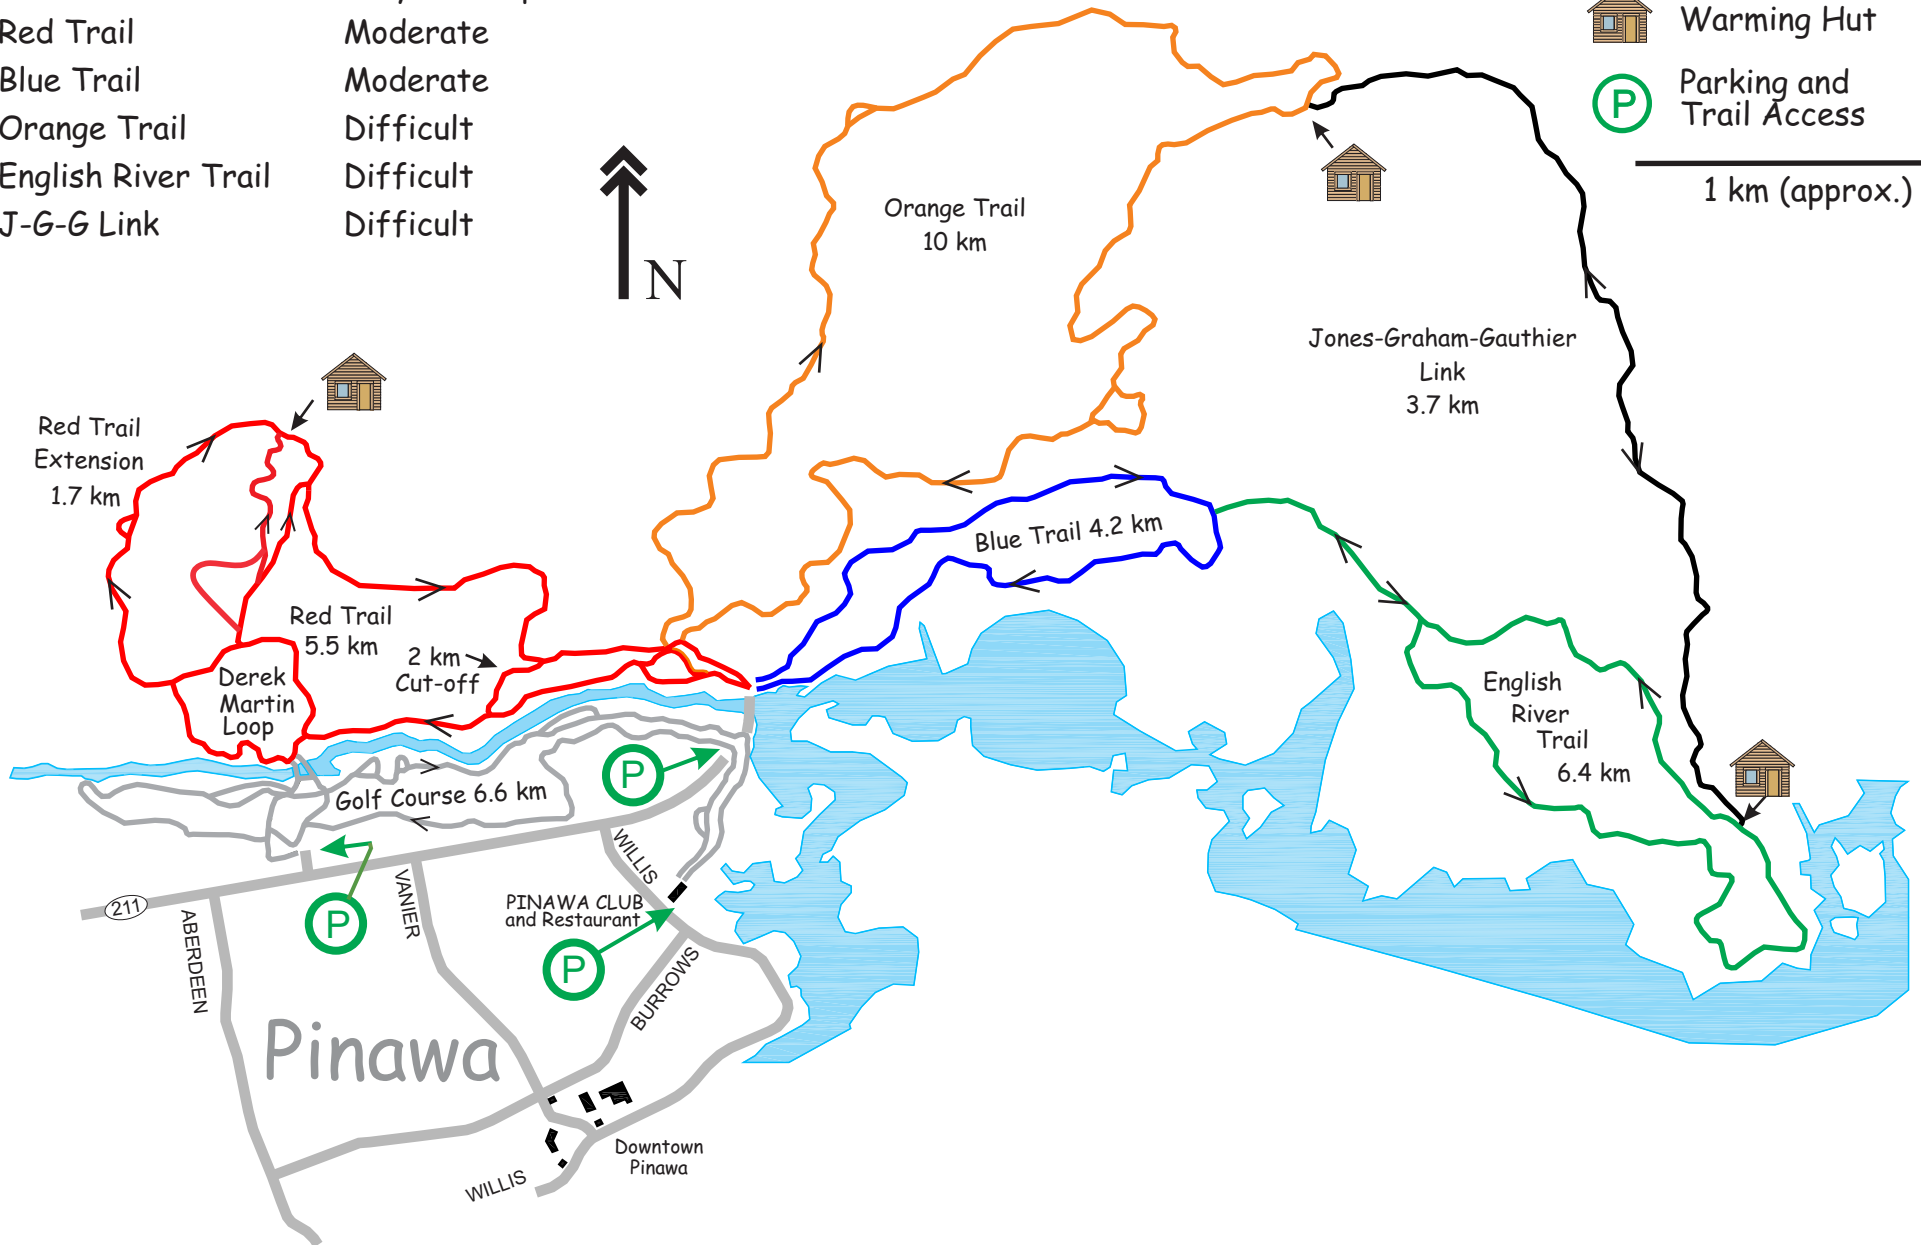 Red Trail Moderate
Blue Trail Moderate
Orange Trail Difficult
English River Trail Difficult
J-G-G Link Difficult
Warming Hut
P
Parking and
Trail Access
1 km (approx.)
N
Orange Trail
10 km
Jones-Graham-Gauthier
Link
3.7 km
Red Trail
Extension
1.7 km
Blue Trail 4.2 km
Red Trail
5.5 km
2 km
Cut-off
Derek
Martin
Loop
English
River
Trail
6.4 km
P
Golf Course 6.6 km
WILLIS
VANIER
211
ABERDEEN
P
PINAWA CLUB
and Restaurant
P
BURROWS
Pinawa
Downtown
Pinawa
WILLIS